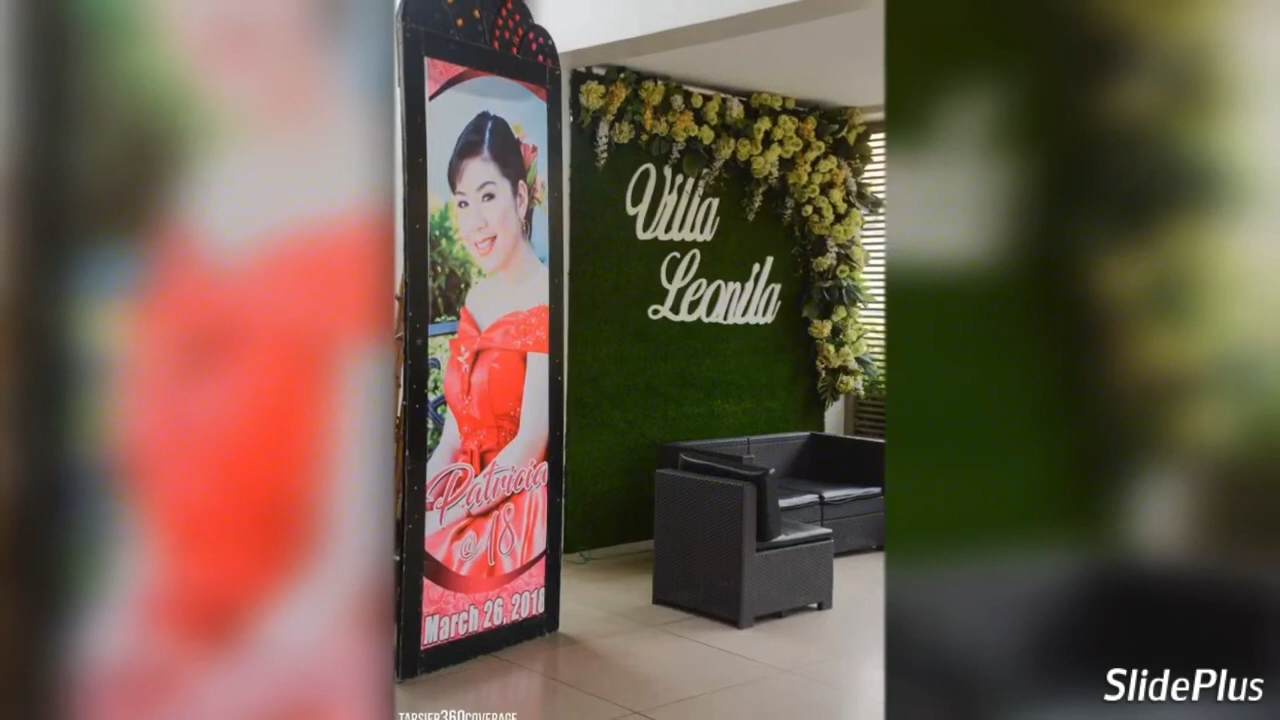 Villa
Leonila
Patricia
@ 18
March 26, 2018
TARSIER360COVERAGE
SlidePlus